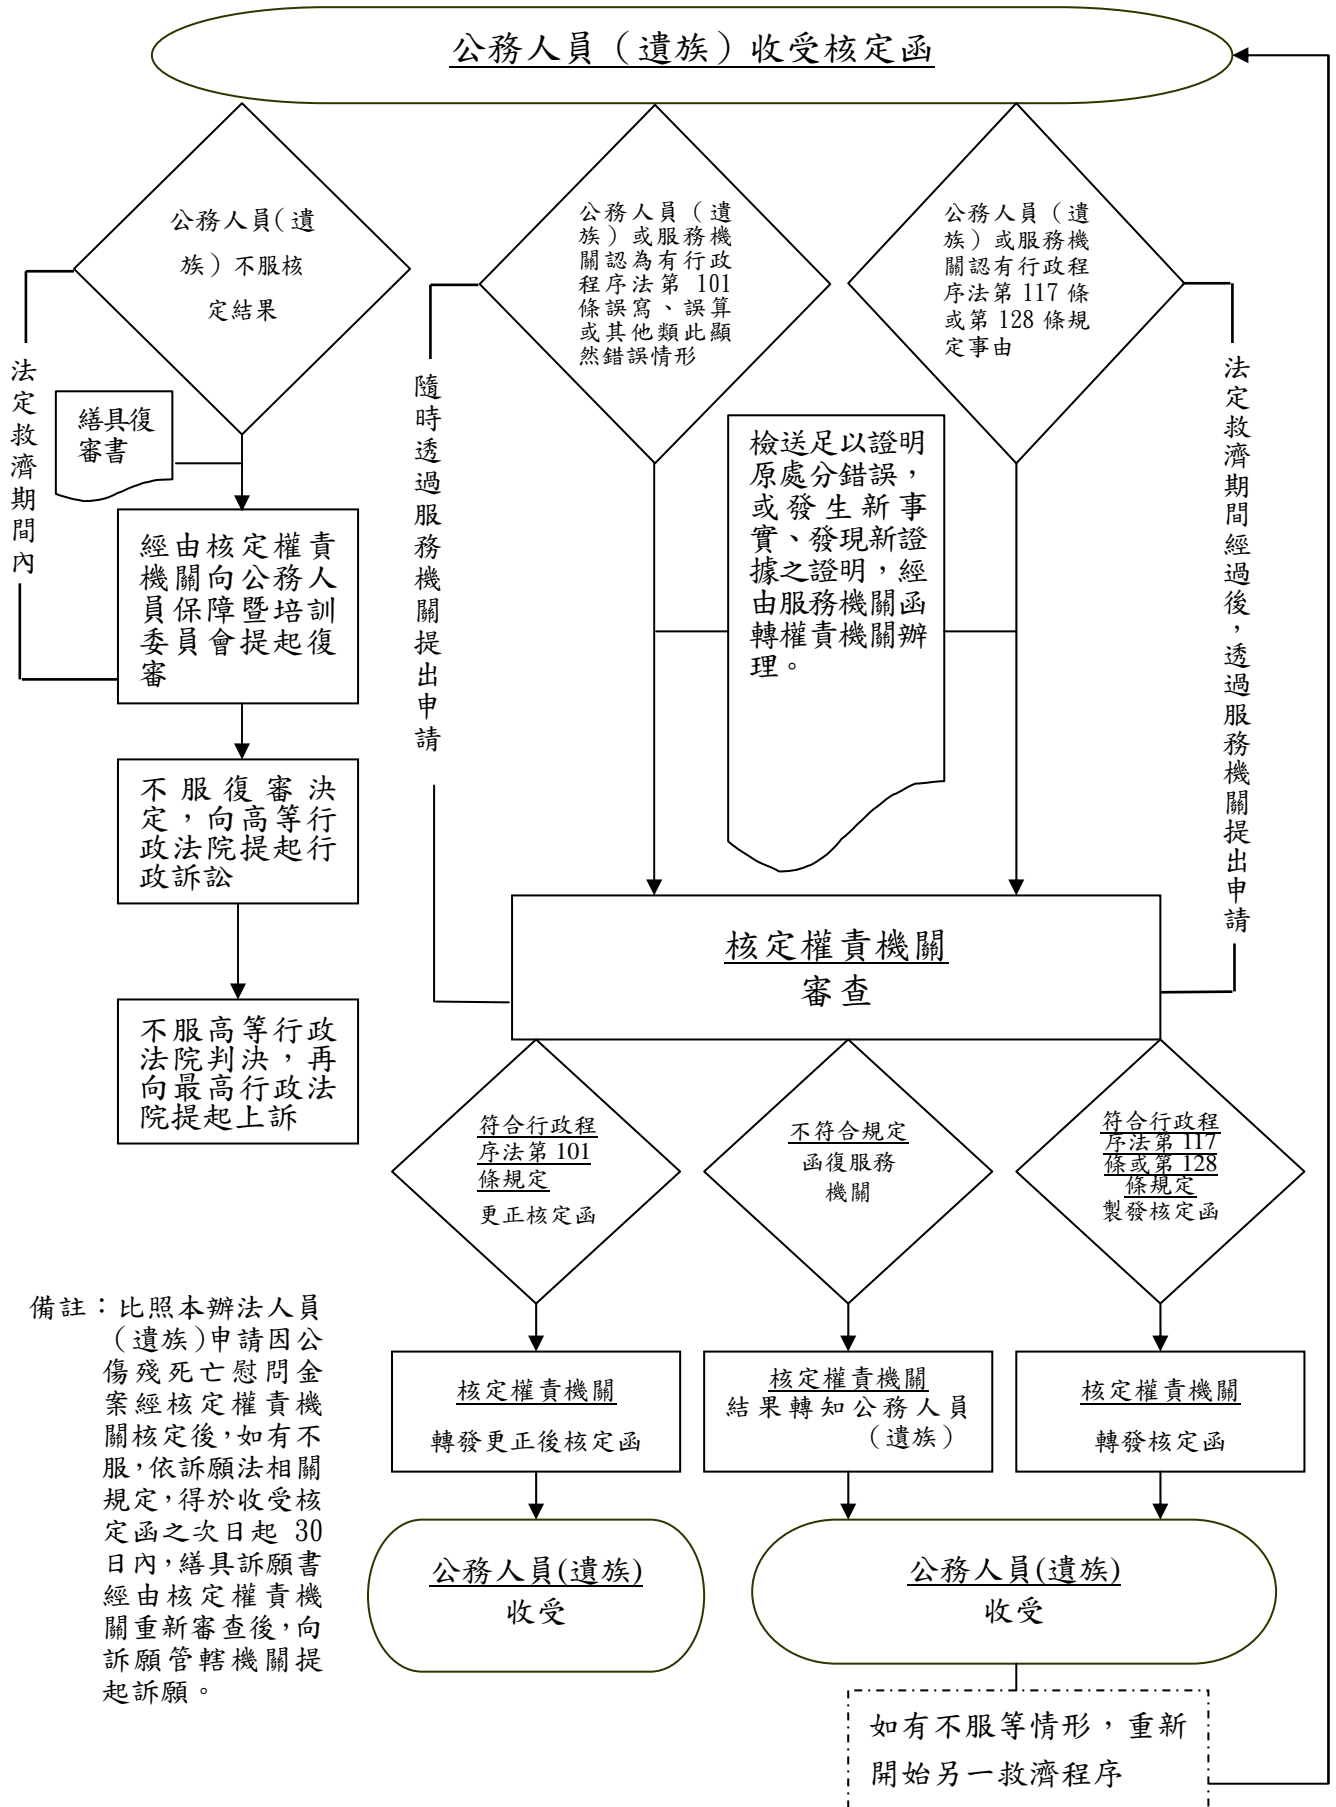 公務人員（遺族）收受核定函
公務人員(遺
族）不服核
定結果
公務人員（遺
族）或服務機
關認為有行政
程序法第 101
條誤寫、誤算
或其他類此顯
然錯誤情形
公務人員（遺
族）或服務機
關認有行政程
序法第 117 條
或第 128 條規
定事由
法定救濟期間內
繕具復
審書
隨時透過服務機關提出申請
檢送足以證明
原處分錯誤，
或發生新事
實、發現新證
據之證明，經
由服務機關函
轉權責機關辦
理。
法定救濟期間經過後，透過服務機關提出申請
經由核定權責
機關向公務人
員保障暨培訓
委員會提起復
審
不服復審決
定，向高等行
政法院提起行
政訴訟
不服高等行政
法院判決，再
向最高行政法
院提起上訴
核定權責機關
審查
符合行政程
序法第 101
條規定
更正核定函
不符合規定
函復服務
機關
符合行政程
序法第 117
條或第 128
條規定
製發核定函
核定權責機關
轉發更正後核定函
核定權責機關
結果轉知公務人員
（遺族）
核定權責機關
轉發核定函
公務人員(遺族)
收受
公務人員(遺族)
收受
如有不服等情形，重新
開始另一救濟程序
備註：比照本辦法人員
（遺族)申請因公
傷殘死亡慰問金
案經核定權責機
關核定後，如有不
服，依訴願法相關
規定，得於收受核
定函之次日起 30
日內，繕具訴願書
經由核定權責機
關重新審查後，向
訴願管轄機關提
起訴願。